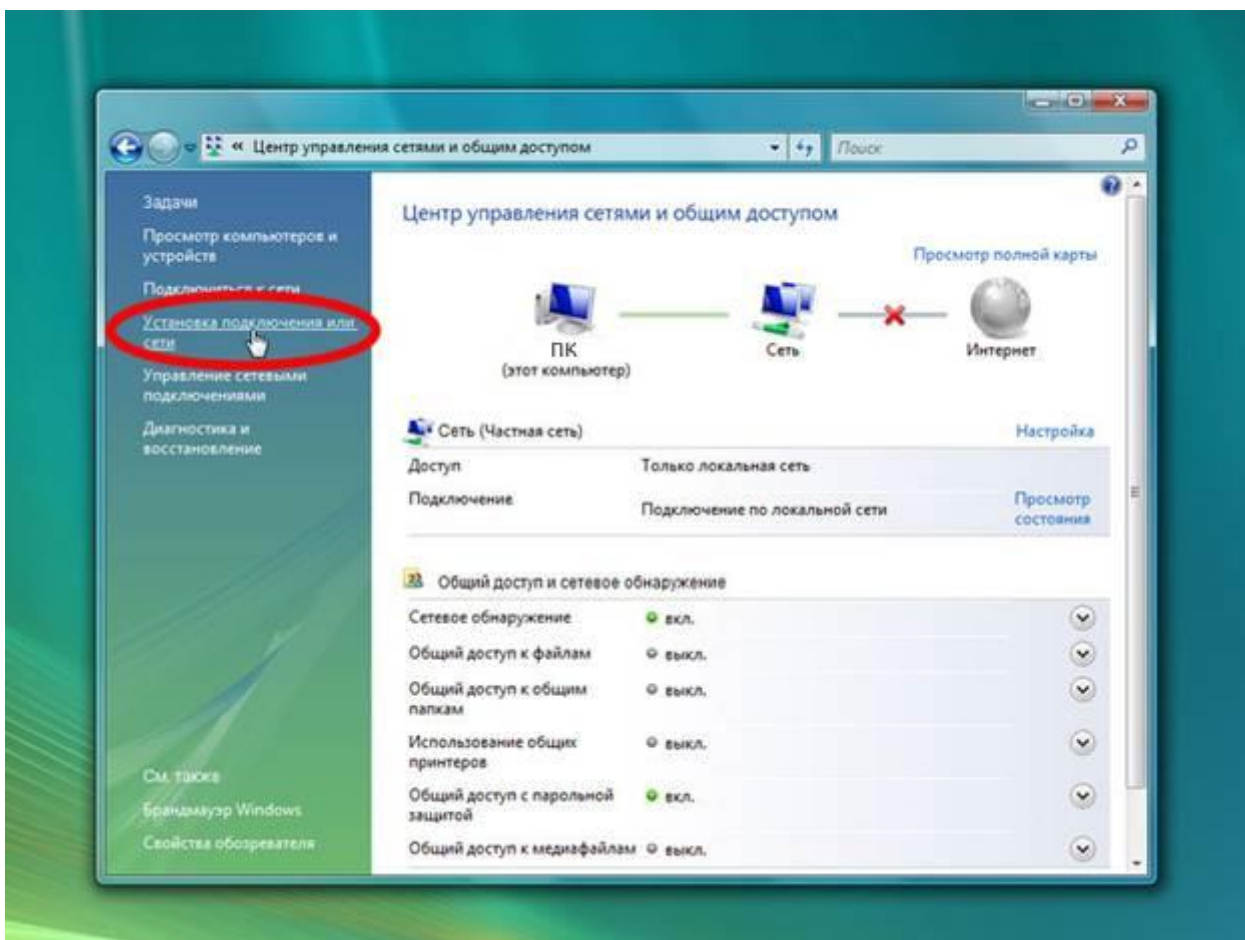 « Центр управления сетями и общим доступом
Поиск
Задачи
Просмотр компьютеров и
устройств
Подключиться к сети
Установка подключения или
сети
Управление сетевыми
подключениями
Диагностика и
восстановление
См. также
Брандмауэр Windows
Свойства обозревателя
Центр управления сетями и общим доступом
Просмотр полной карты
ПК
(этот компьютер)
Сеть
Интернет
Сеть (Частная сеть)
Настройка
Доступ
Только локальная сеть
Подключение
Подключение по локальной сети
Просмотр
состояния
Общий доступ и сетевое обнаружение
Сетевое обнаружение
вкл.
Общий доступ к файлам
выкл.
Общий доступ к общим
папкам
выкл.
Использование общих
принтеров
выкл.
Общий доступ с парольной
защитой
вкл.
Общий доступ к медиафайлам
выкл.